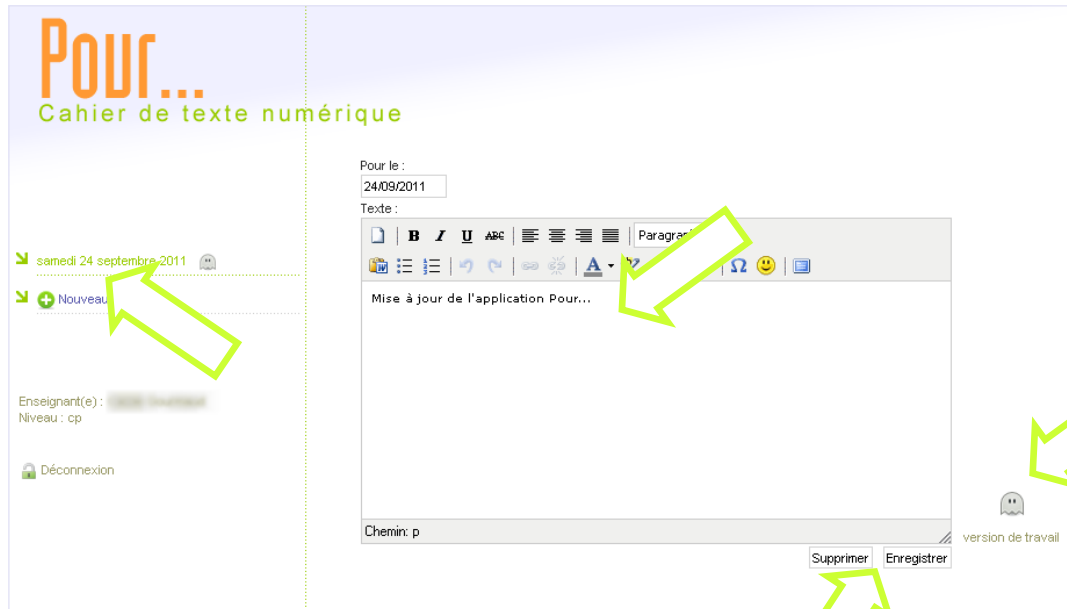 Pour...
Cahier de texte numérique
Pour le :
24/09/2011
Texte :
B I U ABC
A
Ω
Mise à jour de l'application Pour...
Chemin: p
Supprimer Enregistrer
version de travail
samedi 24 septembre 2011
Nouveau
Enseignant(e) :
Niveau : cp
Déconnexion